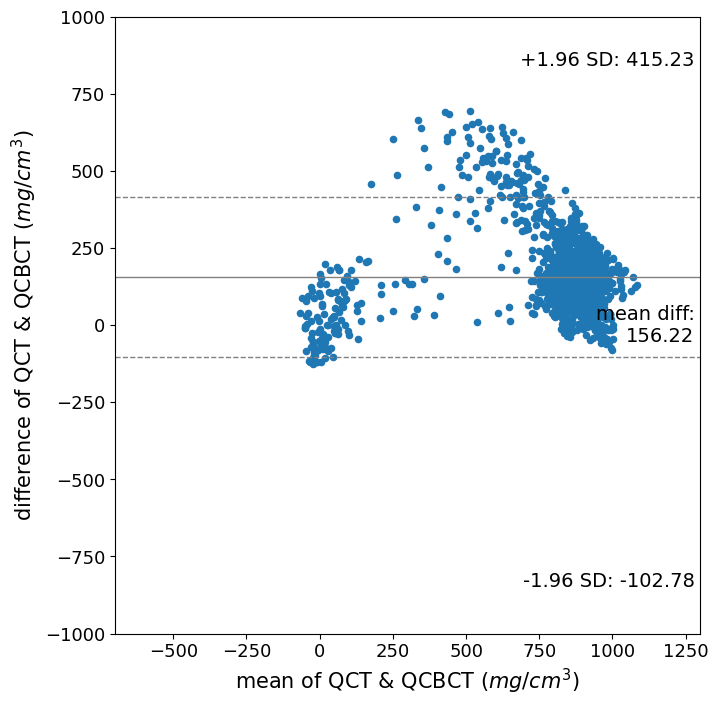 1000
750
500
250
0
−250
−500
−750
−1000
difference of QCT & QCBCT (mg/cm³)
+1.96 SD: 415.23
mean diff:
156.22
-1.96 SD: -102.78
−500 −250 0 250 500 750 1000 1250
mean of QCT & QCBCT (mg/cm³)